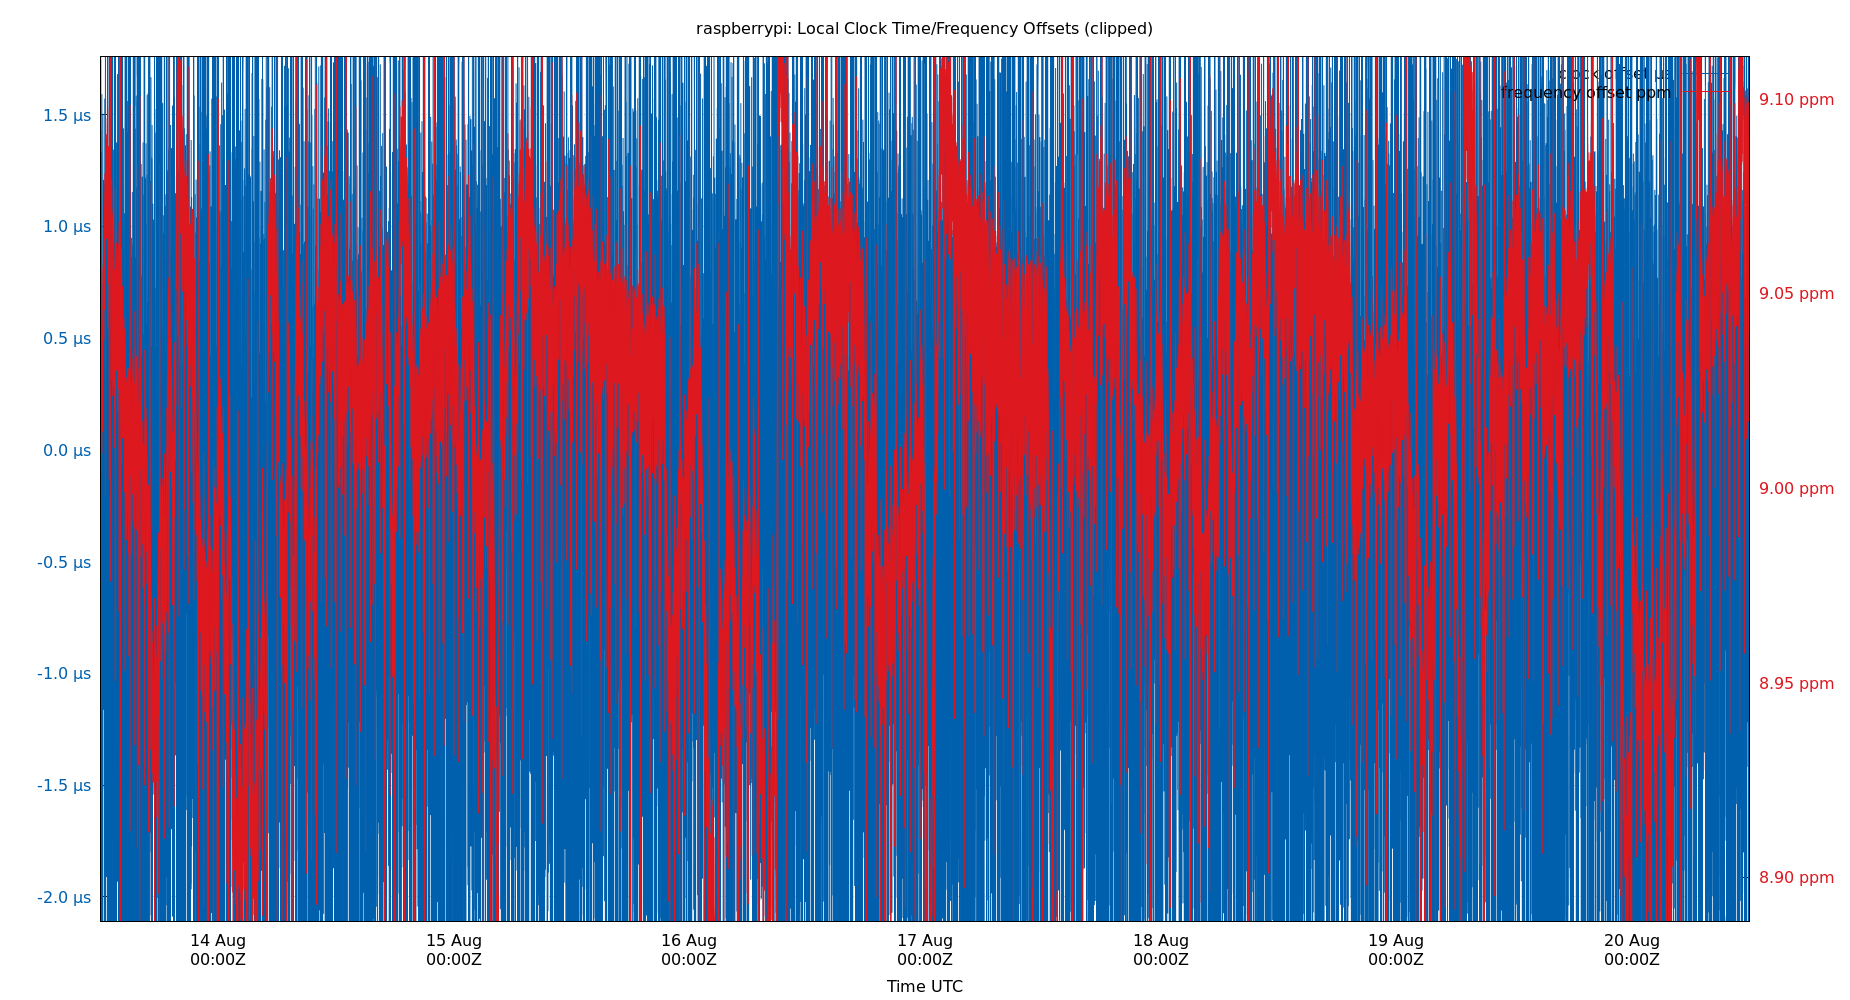 raspberrypi: Local Clock Time/Frequency Offsets (clipped)
clock offset µs
frequency offset ppm
1.5 µs
1.0 µs
0.5 µs
0.0 µs
-0.5 µs
-1.0 µs
-1.5 µs
-2.0 µs
9.10 ppm
9.05 ppm
9.00 ppm
8.95 ppm
8.90 ppm
14 Aug 15 Aug 16 Aug 17 Aug 18 Aug 19 Aug 20 Aug
00:00Z 00:00Z 00:00Z 00:00Z 00:00Z 00:00Z 00:00Z
Time UTC